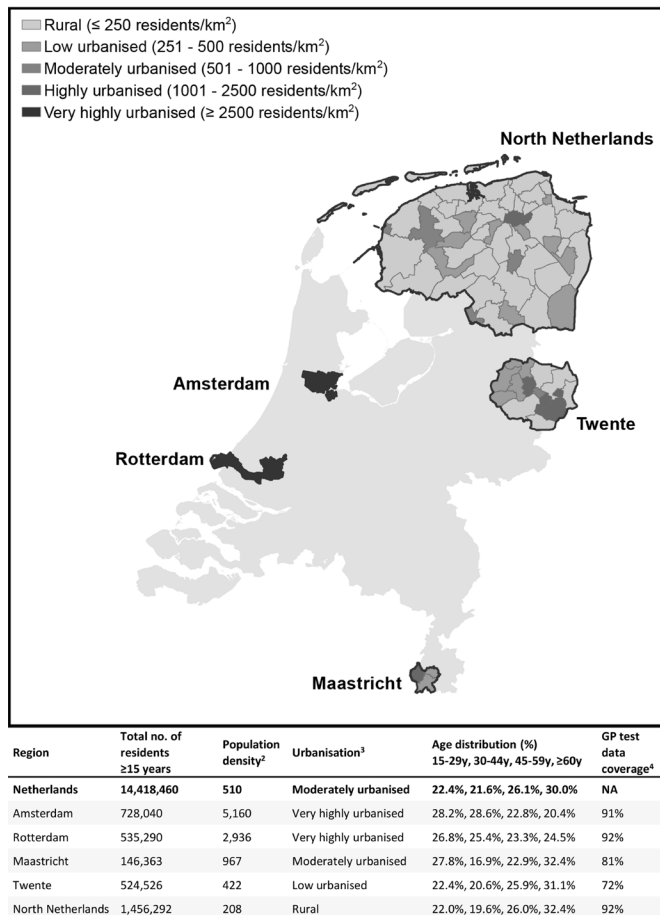 Rural (≤ 250 residents/km²)
Low urbanised (251 - 500 residents/km²)
Moderately urbanised (501 - 1000 residents/km²)
Highly urbanised (1001 - 2500 residents/km²)
Very highly urbanised (≥ 2500 residents/km²)
North Netherlands
Amsterdam
Twente
Rotterdam
Maastricht
Region Total no. of residents ≥15 years Population density² Urbanisation³ Age distribution (%) 15-29y, 30-44y, 45-59y, ≥60y GP test data coverage⁴
Netherlands 14,418,460 510 Moderately urbanised 22.4%, 21.6%, 26.1%, 30.0% NA
Amsterdam 728,040 5,160 Very highly urbanised 28.2%, 28.6%, 22.8%, 20.4% 91%
Rotterdam 535,290 2,936 Very highly urbanised 26.8%, 25.4%, 23.3%, 24.5% 92%
Maastricht 146,363 967 Moderately urbanised 27.8%, 16.9%, 22.9%, 32.4% 81%
Twente 524,526 422 Low urbanised 22.4%, 20.6%, 25.9%, 31.1% 72%
North Netherlands 1,456,292 208 Rural 22.0%, 19.6%, 26.0%, 32.4% 92%